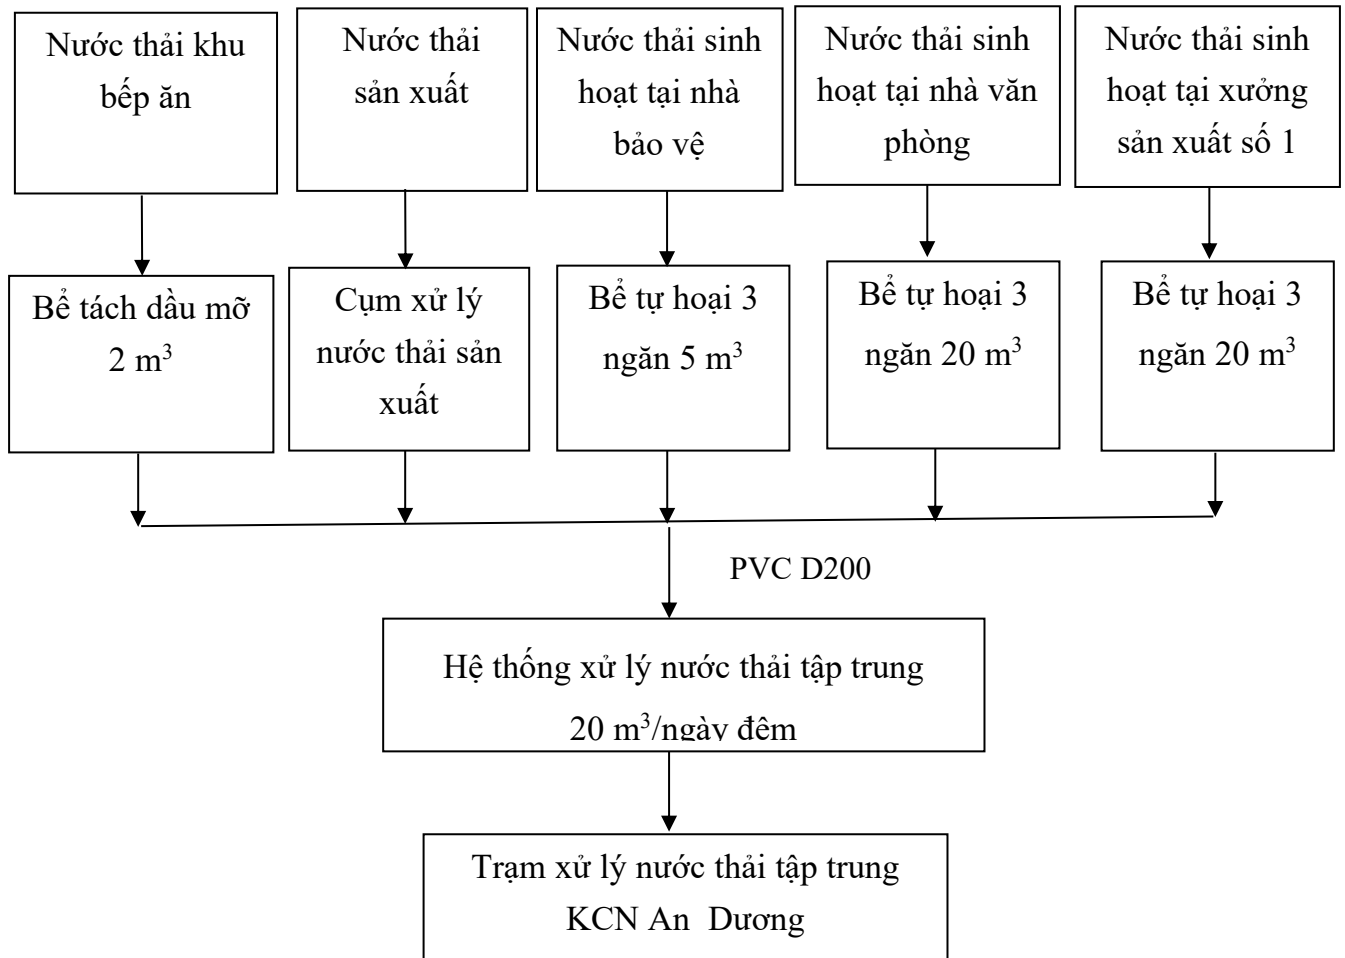 Nước thải khu
bếp ăn
Nước thải
sản xuất
Nước thải sinh
hoạt tại nhà
bảo vệ
Nước thải sinh
hoạt tại nhà văn
phòng
Nước thải sinh
hoạt tại xưởng
sản xuất số 1
Bể tách dầu mỡ
2 m³
Cụm xử lý
nước thải sản
xuất
Bể tự hoại 3
ngăn 5 m³
Bể tự hoại 3
ngăn 20 m³
Bể tự hoại 3
ngăn 20 m³
PVC D200
Hệ thống xử lý nước thải tập trung
20 m³/ngày đêm
Trạm xử lý nước thải tập trung
KCN An Dương